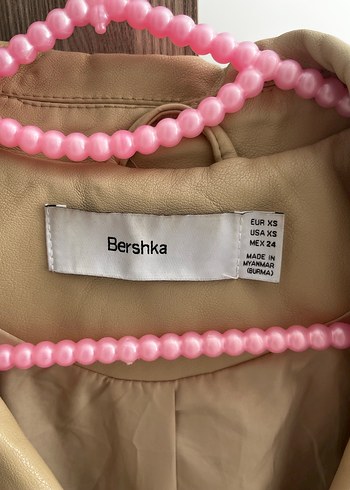 Bershka
EUR XS
USA XS
MEX 24
MADE IN
MYANMAR
(BURMA)